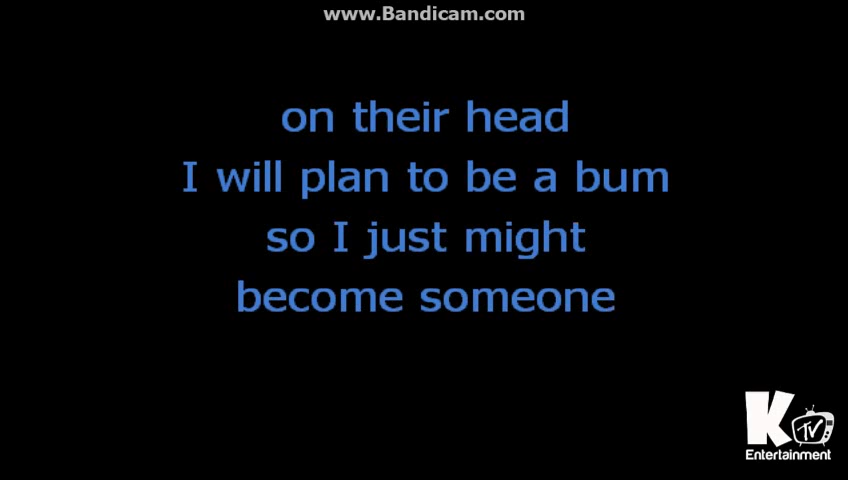 www.Bandicam.com
on their head
I will plan to be a bum
so I just might
become someone
K TV
Entertainment